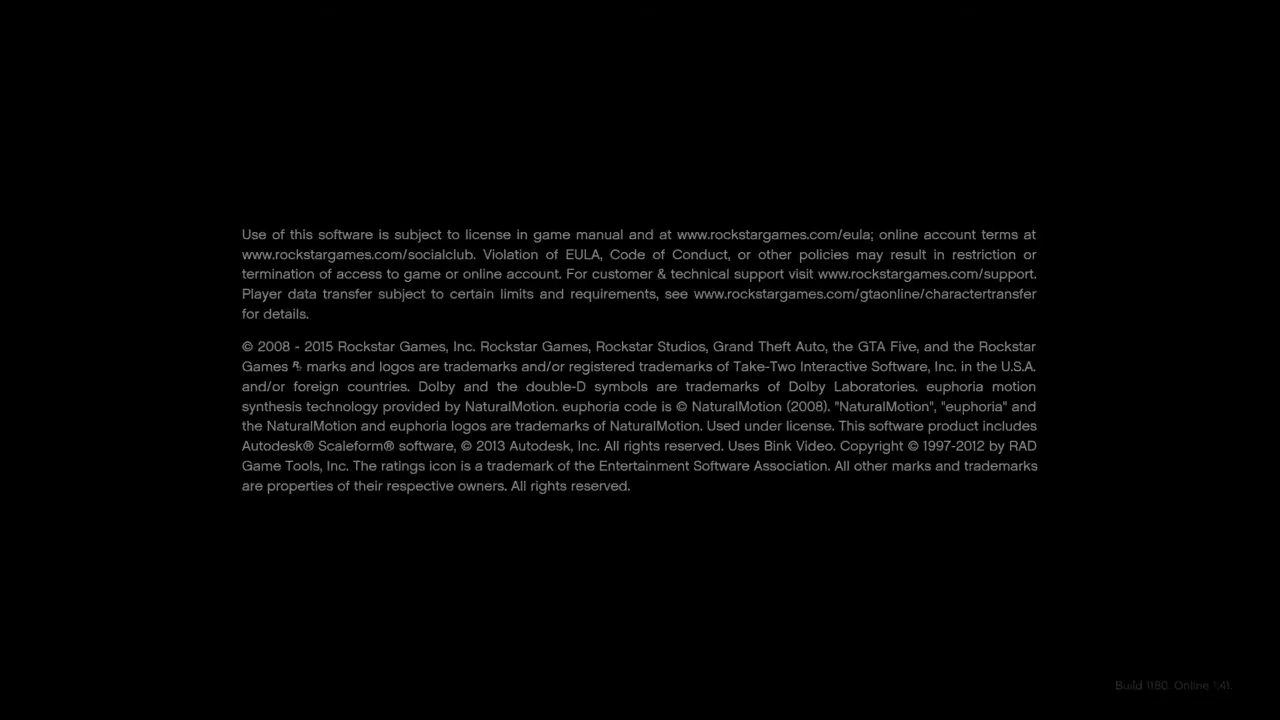 Use of this software is subject to license in game manual and at www.rockstargames.com/eula; online account terms at
www.rockstargames.com/socialclub. Violation of EULA, Code of Conduct, or other policies may result in restriction or
termination of access to game or online account. For customer & technical support visit www.rockstargames.com/support.
Player data transfer subject to certain limits and requirements, see www.rockstargames.com/gtaonline/charactertransfer
for details.
© 2008 - 2015 Rockstar Games, Inc. Rockstar Games, Rockstar Studios, Grand Theft Auto, the GTA Five, and the Rockstar
Games R* marks and logos are trademarks and/or registered trademarks of Take-Two Interactive Software, Inc. in the U.S.A.
and/or foreign countries. Dolby and the double-D symbols are trademarks of Dolby Laboratories. euphoria motion
synthesis technology provided by NaturalMotion. euphoria code is © NaturalMotion (2008). "NaturalMotion", "euphoria" and
the NaturalMotion and euphoria logos are trademarks of NaturalMotion. Used under license. This software product includes
Autodesk® Scaleform® software, © 2013 Autodesk, Inc. All rights reserved. Uses Bink Video. Copyright © 1997-2012 by RAD
Game Tools, Inc. The ratings icon is a trademark of the Entertainment Software Association. All other marks and trademarks
are properties of their respective owners. All rights reserved.
Build 1180. Online 1.41.